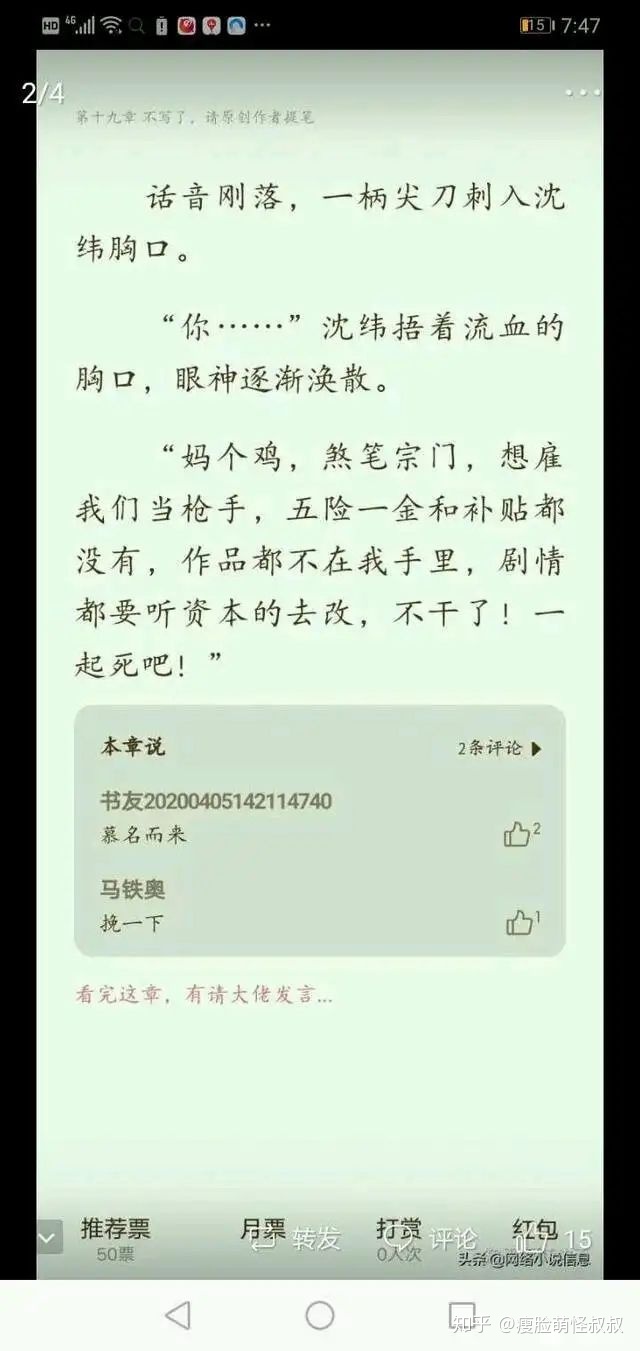 HD 4G 15 7:47
2/4
第十九章 不写了，请原创作者提笔
话音刚落，一柄尖刀刺入沈
纬胸口。
“你……”沈纬捂着流血的
胸口，眼神逐渐涣散。
“妈个鸡，煞笔宗门，想雇
我们当枪手，五险一金和补贴都
没有，作品都不在我手里，剧情
都要听资本的去改，不干了！一
起死吧！”
本章说 2条评论
书友20200405142114740
慕名而来 2
马铁奥
挽一下 1
看完这章，有请大佬发言...
推荐票 月票 打赏 红包
转发 评论 15
50票 0人次
头条 @网络小说信息
知乎 @瘦脸萌怪叔叔